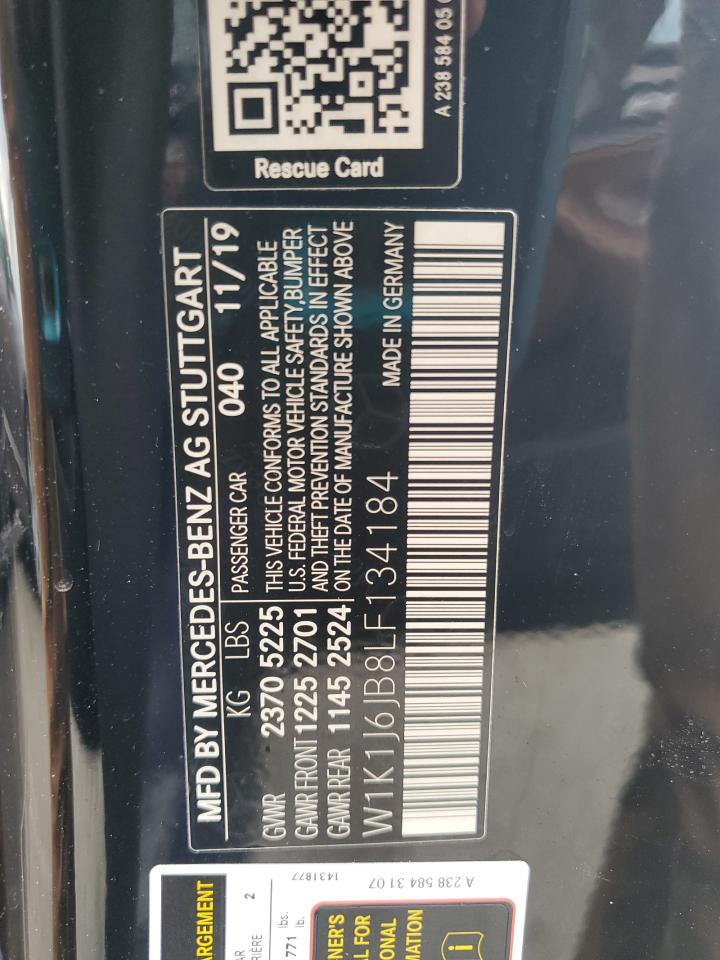 A 238 584 05
Rescue Card
MFD BY MERCEDES-BENZ AG STUTTGART
KG LBS PASSENGER CAR 040 11/19
GVWR 2370 5225 THIS VEHICLE CONFORMS TO ALL APPLICABLE
GAWR FRONT 1225 2701 U.S. FEDERAL MOTOR VEHICLE SAFETY,BUMPER
AND THEFT PREVENTION STANDARDS IN EFFECT
GAWR REAR 1145 2524 ON THE DATE OF MANUFACTURE SHOWN ABOVE
W1K1J6JB8LF134184 MADE IN GERMANY
ARGEMENT
AR
RIÈRE 2
771 lbs.
lb.
1431877
NER'S
L FOR
ONAL
MATION
i
A 238 584 31 07